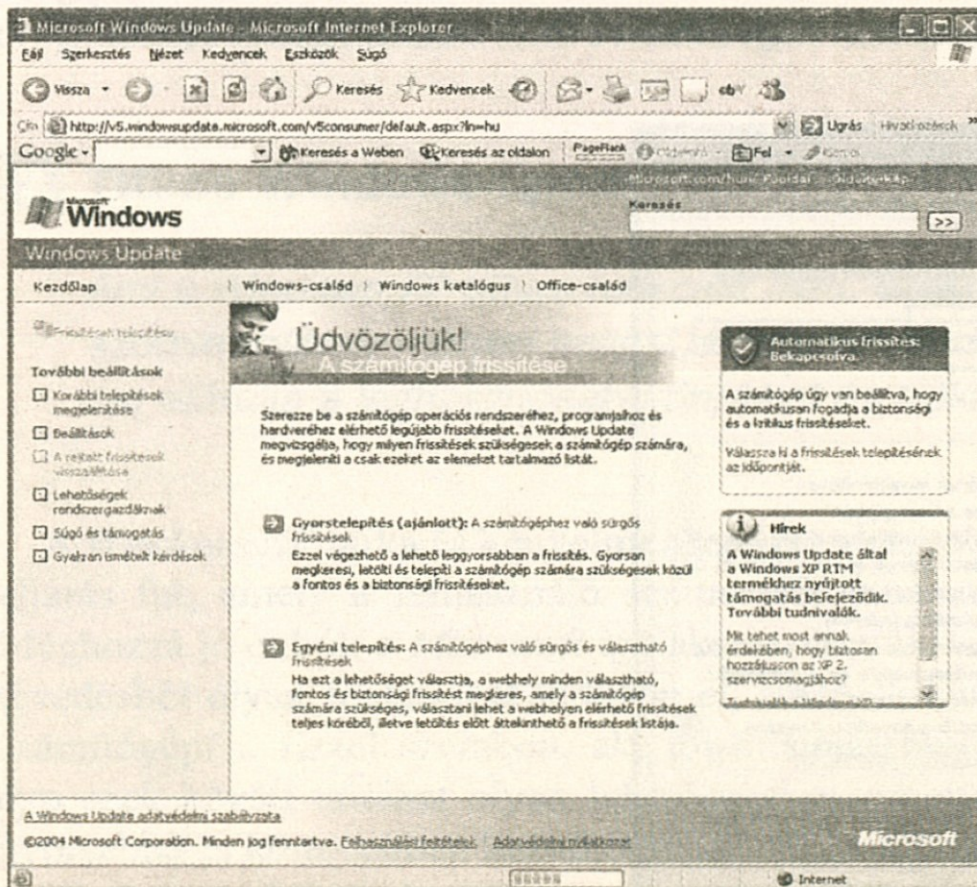 Microsoft Windows Update - Microsoft Internet Explorer
Fájl Szerkesztés Nézet Kedvencek Eszközök Súgó
Vissza Keresés Kedvencek
Cím http://v5.windowsupdate.microsoft.com/v5consumer/default.aspx?ln=hu Ugrás Hivatkozások »
Google Keresés a Weben Keresés az oldalon PageRank Fel
Microsoft Windows
Keresés
>>
Windows Update
Kezdőlap
Windows-család
Windows katalógus
Office-család
Frissítések telepítése
További beállítások
Korábbi telepítések
megjelenítése
Beállítások
A rejtett frissítések
visszaállítása
Lehetőségek
rendszergazdáknak
Súgó és támogatás
Gyakran ismételt kérdések
Üdvözöljük!
A számítógép frissítése
Szerezze be a számítógép operációs rendszeréhez, programjaihoz és
hardveréhez elérhető legújabb frissítéseket. A Windows Update
megvizsgálja, hogy milyen frissítések szükségesek a számítógép számára,
és megjeleníti a csak ezeket az elemeket tartalmazó listát.
Gyorstelepítés (ajánlott): A számítógéphez való sürgős
frissítések
Ezzel végezhető a lehető leggyorsabban a frissítés. Gyorsan
megkeresi, letölti és telepíti a számítógép számára szükségesek közül
a fontos és a biztonsági frissítéseket.
Egyéni telepítés: A számítógéphez való sürgős és választható
frissítések
Ha ezt a lehetőséget választja, a webhely minden választható,
fontos és biztonsági frissítést megkeres, amely a számítógép
számára szükséges, választani lehet a webhelyen elérhető frissítések
teljes köréből, illetve letöltés előtt áttekinthető a frissítések listája.
Automatikus frissítés:
Bekapcsolva.
A számítógép úgy van beállítva, hogy
automatikusan fogadja a biztonsági
és a kritikus frissítéseket.
Válassza ki a frissítések telepítésének
az időpontját.
Hírek
A Windows Update által
a Windows XP RTM
termékhez nyújtott
támogatás befejeződik.
További tudnivalók.
Mit tehet most annak
érdekében, hogy biztosan
hozzájusson az XP 2.
szervizcsomagjához?
A Windows Update adatvédelmi szabályzata
©2004 Microsoft Corporation. Minden jog fenntartva. Felhasználási feltételek Adatvédelmi nyilatkozat
Microsoft
Internet